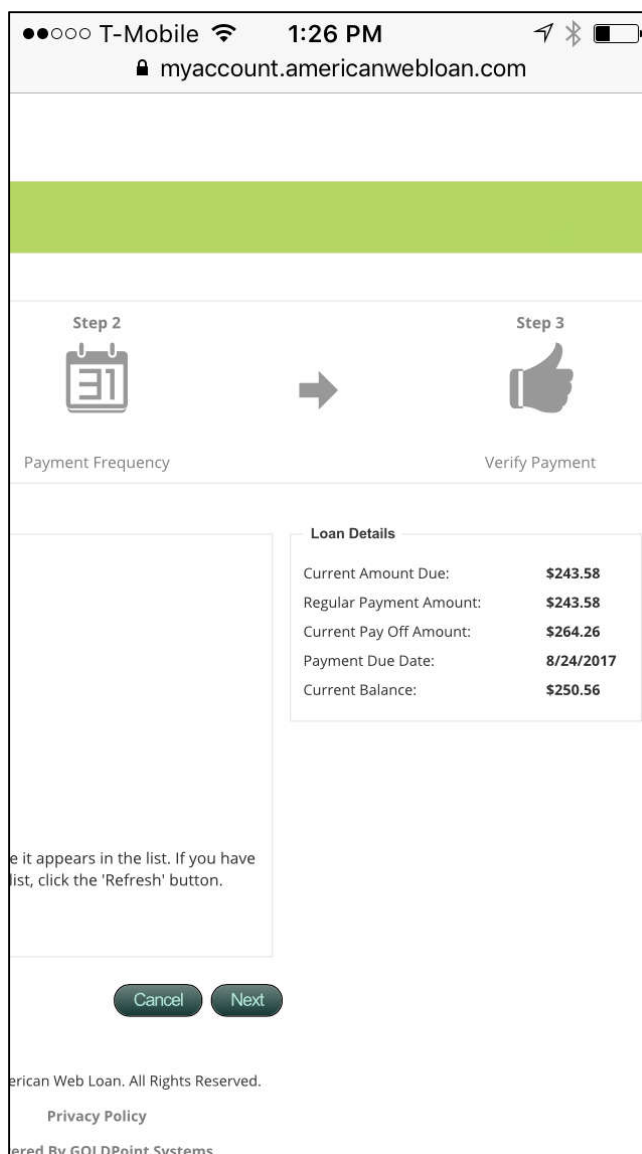 T-Mobile 1:26 PM
myaccount.americanwebloan.com
Step 2 Step 3
31
Payment Frequency Verify Payment
Loan Details
Current Amount Due: $243.58
Regular Payment Amount: $243.58
Current Pay Off Amount: $264.26
Payment Due Date: 8/24/2017
Current Balance: $250.56
e it appears in the list. If you have
list, click the 'Refresh' button.
Cancel Next
erican Web Loan. All Rights Reserved.
Privacy Policy
ered By GOLDPoint Systems